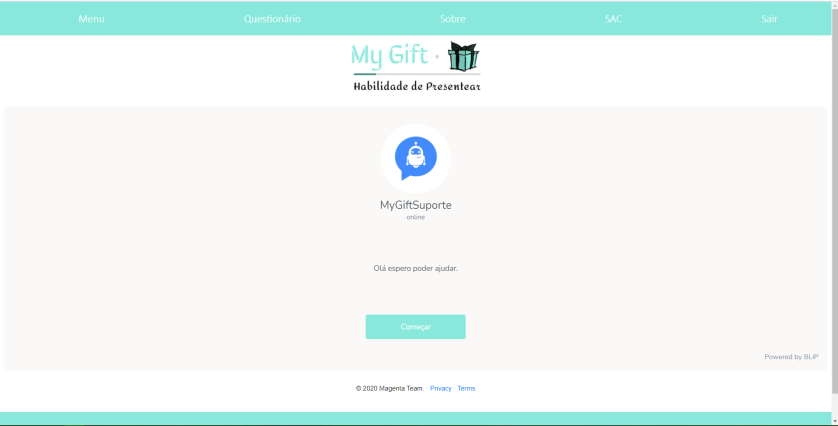 Menu Questionário Sobre SAC Sair
My Gift ·
Habilidade de Presentear
MyGiftSuporte
online
Olá espero poder ajudar.
Começar
Powered by BLiP
© 2020 Magenta Team. · Privacy · Terms